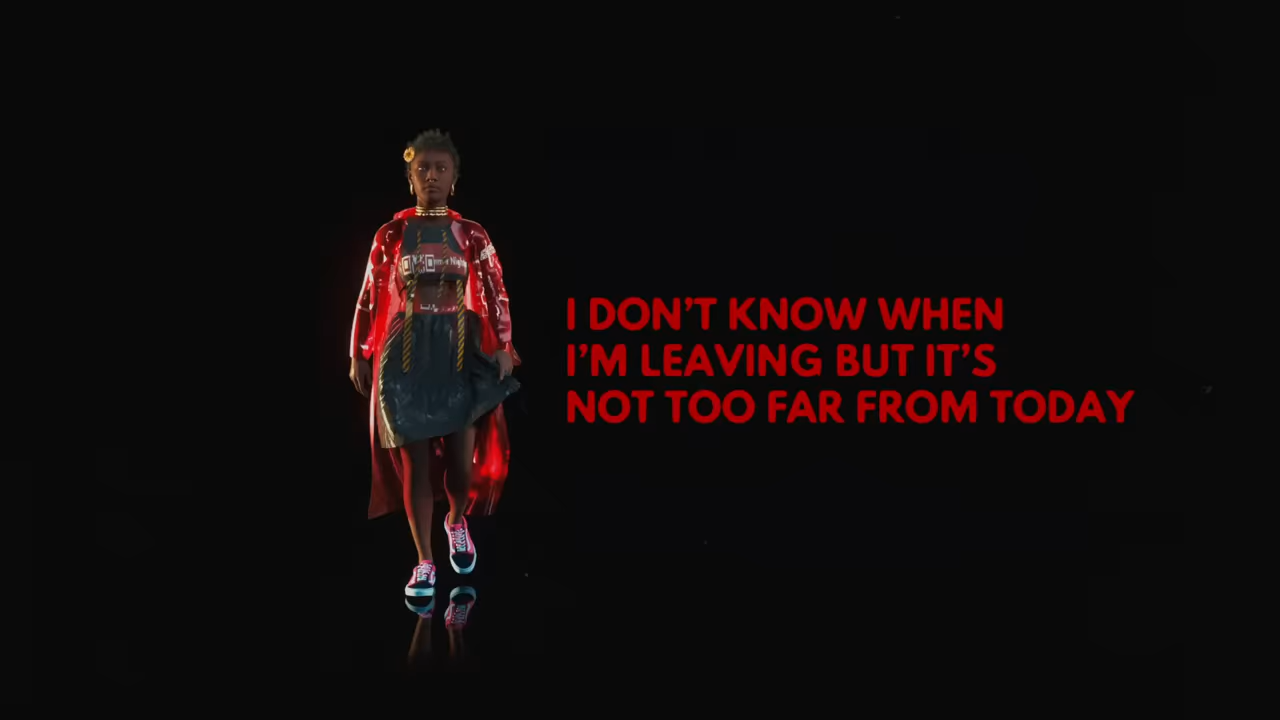 I DON’T KNOW WHEN
I’M LEAVING BUT IT’S
NOT TOO FAR FROM TODAY